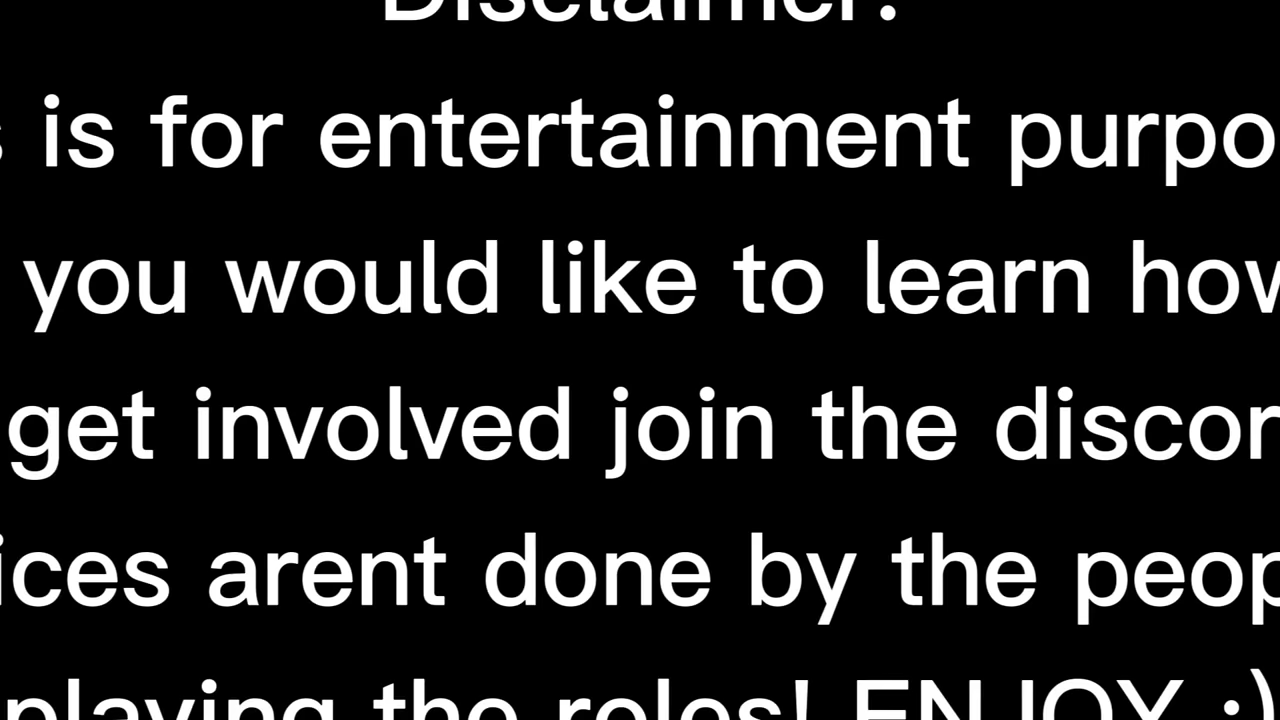 Disclaimer:
s is for entertainment purpo
you would like to learn how
get involved join the discor
ices arent done by the peop
playing the roles! ENJOY :)